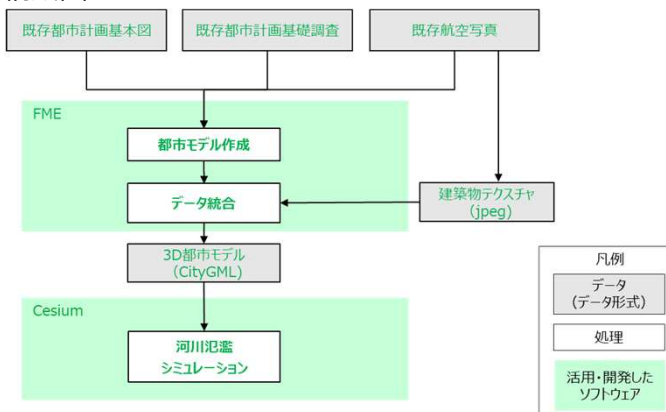 既存都市計画基本図
既存都市計画基礎調査
既存航空写真
FME
都市モデル作成
データ統合
建築物テクスチャ
(jpeg)
3D都市モデル
(CityGML)
Cesium
河川氾濫
シミュレーション
凡例
データ
(データ形式)
処理
活用・開発した
ソフトウェア